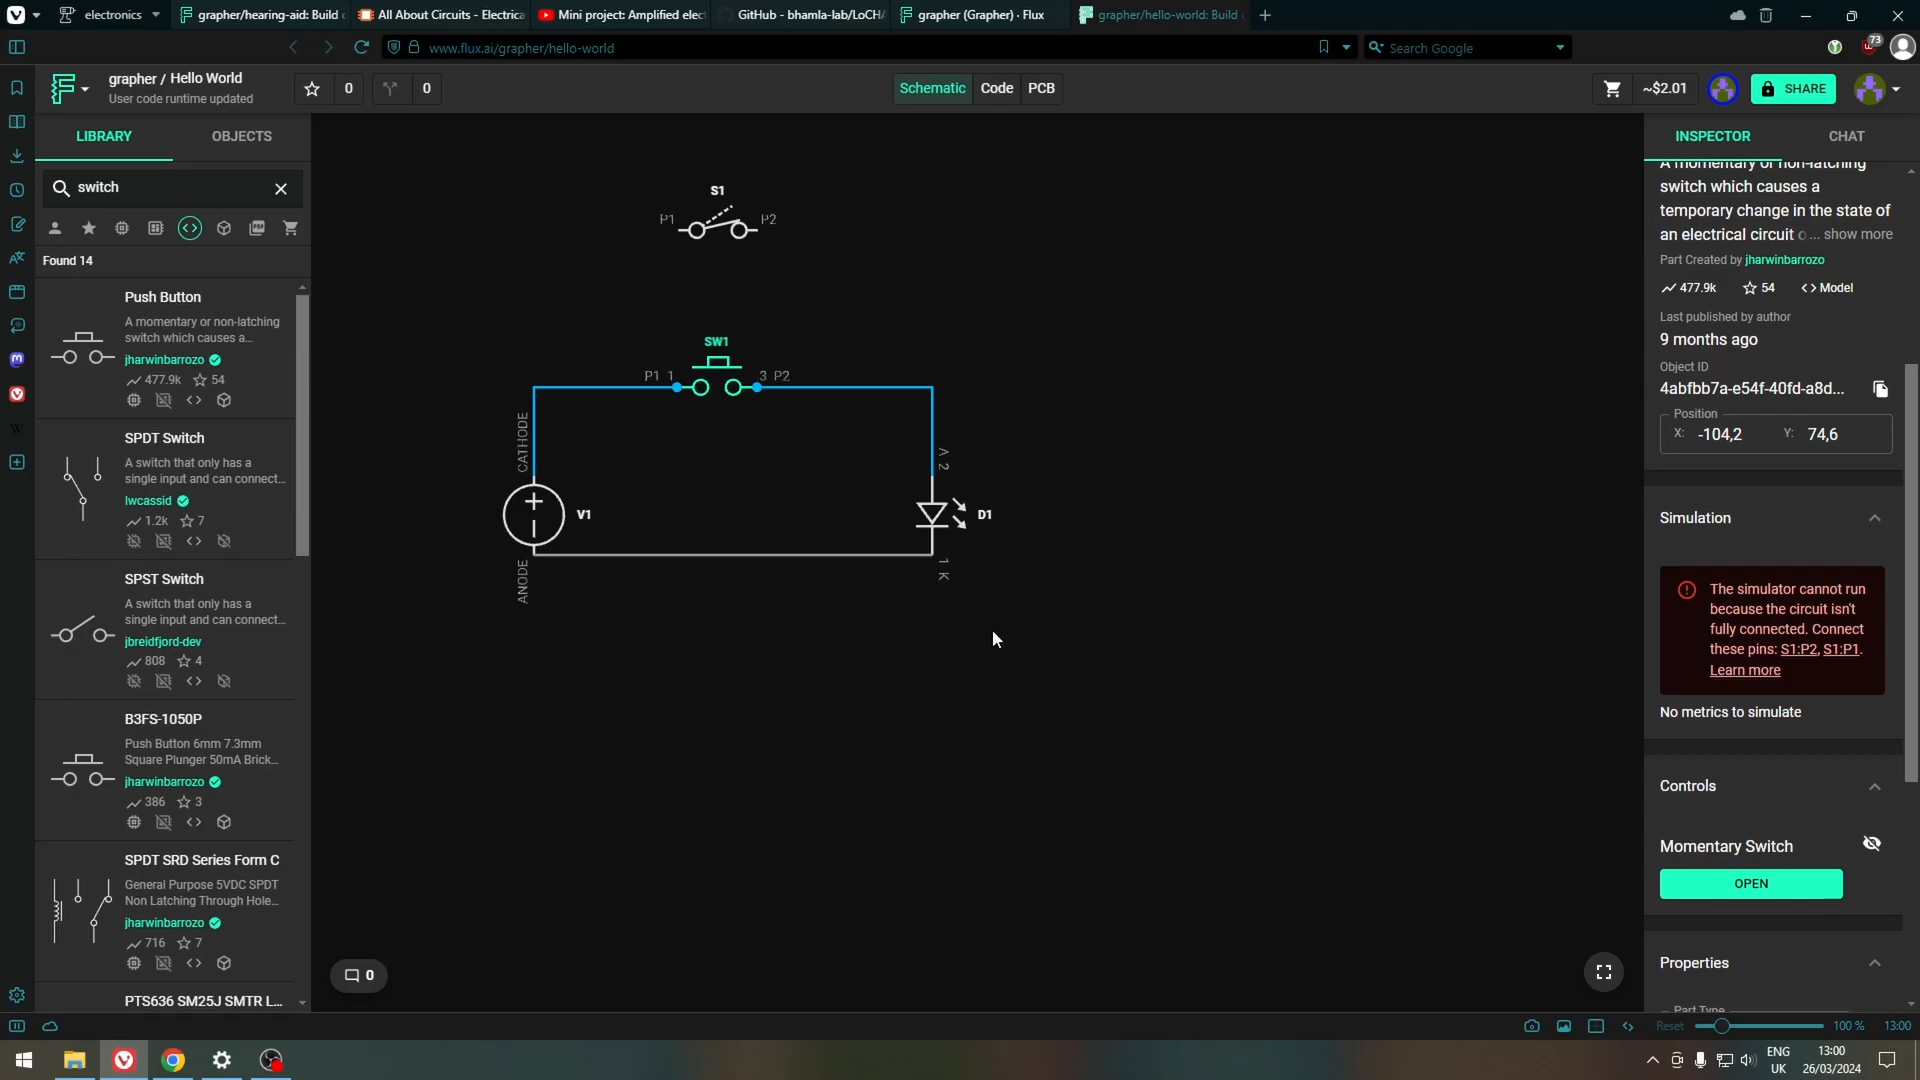 electronics
grapher/hearing-aid: Build
All About Circuits - Electrica
Mini project: Amplified elec
GitHub - bhamla-lab/LoCHA
grapher (Grapher) · Flux
grapher/hello-world: Build
www.flux.ai/grapher/hello-world
Search Google
73
grapher / Hello World
User code runtime updated
0
0
Schematic
Code
PCB
~$2.01
SHARE
LIBRARY
OBJECTS
switch
Found 14
Push Button
A momentary or non-latching
switch which causes a...
jharwinbarrozo
477.9k
54
SPDT Switch
A switch that only has a
single input and can connect...
lwcassid
1.2k
7
SPST Switch
A switch that only has a
single input and can connect...
jbreidfjord-dev
808
4
B3FS-1050P
Push Button 6mm 7.3mm
Square Plunger 50mA Brick...
jharwinbarrozo
386
3
SPDT SRD Series Form C
General Purpose 5VDC SPDT
Non Latching Through Hole...
jharwinbarrozo
716
7
PTS636 SM25J SMTR L...
S1
P1
P2
SW1
P1 1
3 P2
CATHODE
V1
ANODE
A 2
D1
1 K
0
INSPECTOR
CHAT
A momentary or non-latching
switch which causes a
temporary change in the state of
an electrical circuit o... show more
Part Created by jharwinbarrozo
477.9k
54
Model
Last published by author
9 months ago
Object ID
4abfbb7a-e54f-40fd-a8d...
Position
X: -104,2
Y: 74,6
Simulation
The simulator cannot run
because the circuit isn't
fully connected. Connect
these pins: S1:P2, S1:P1.
Learn more
No metrics to simulate
Controls
Momentary Switch
OPEN
Properties
Part Type
Reset
100 %
13:00
ENG
UK
13:00
26/03/2024